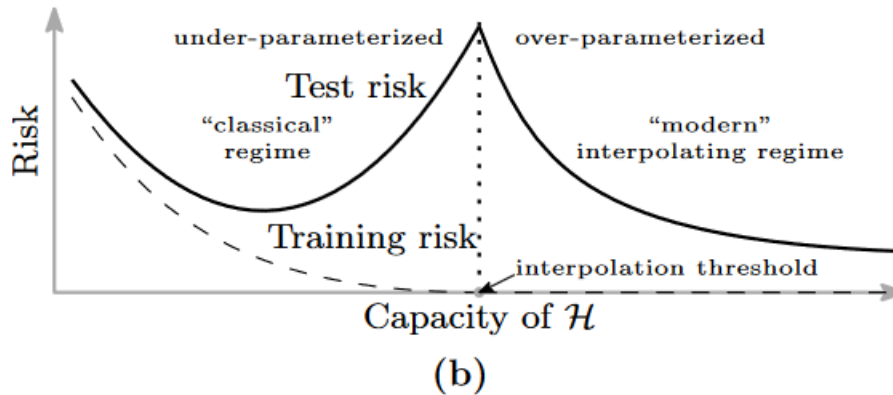 under-parameterized
over-parameterized
Test risk
“classical”
regime
“modern”
interpolating regime
Risk
Training risk
interpolation threshold
Capacity of ℋ
(b)